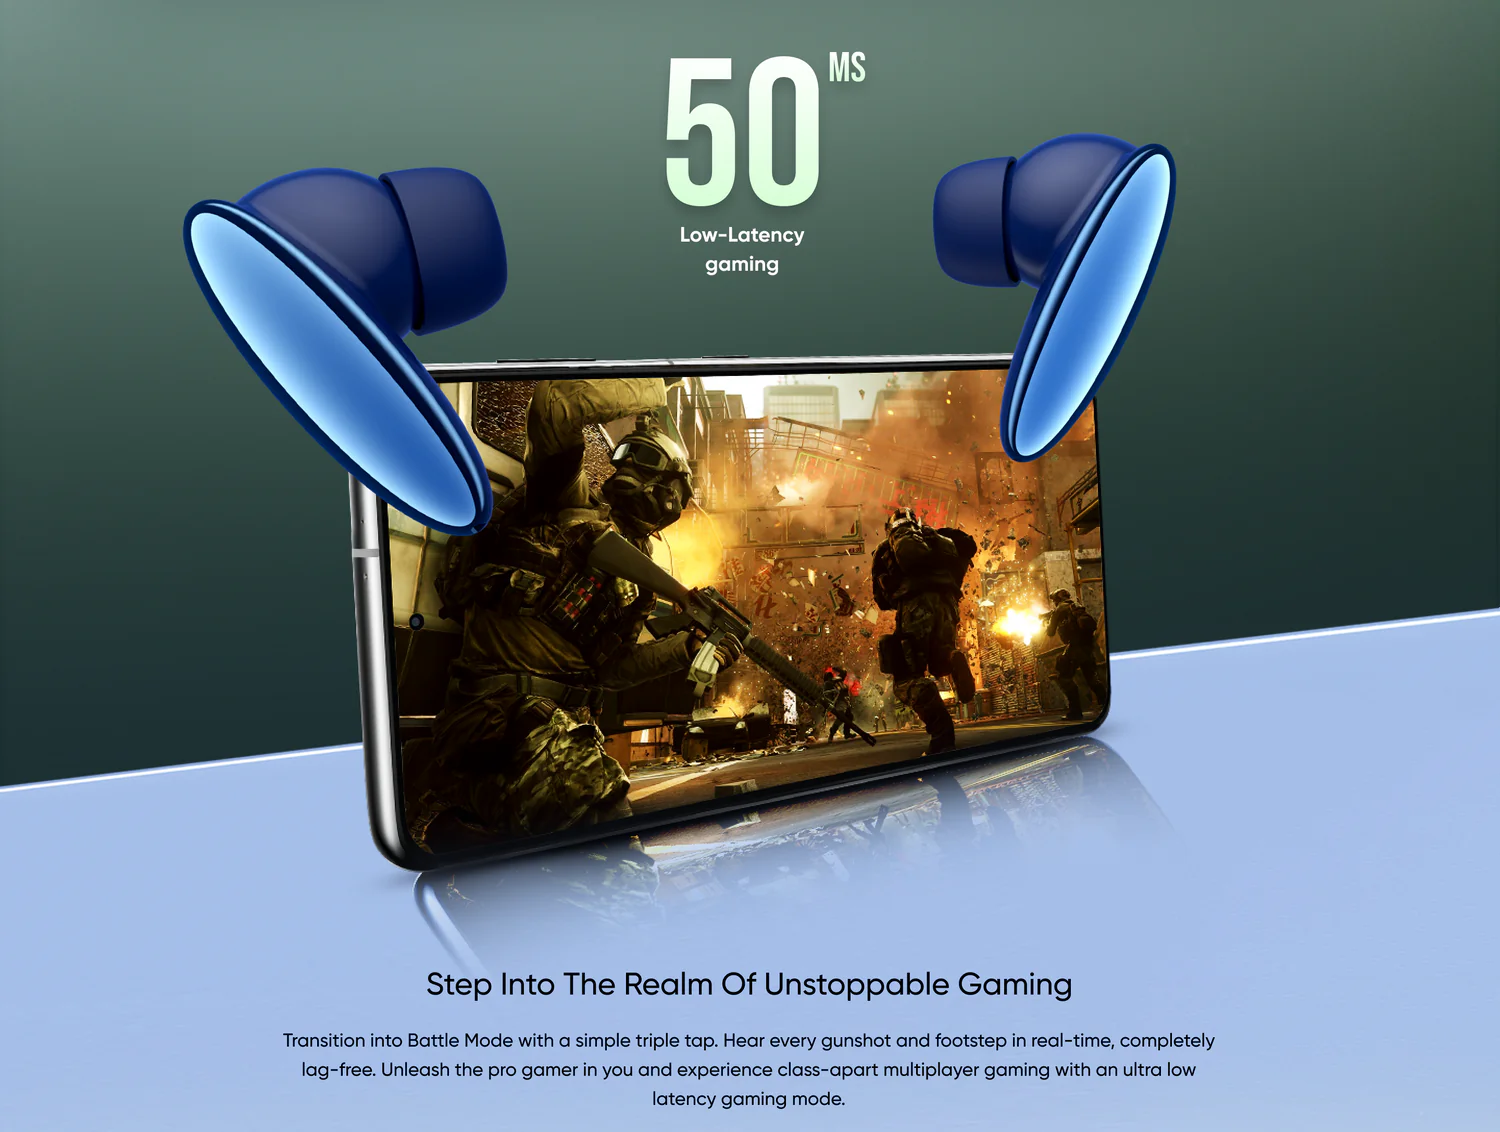 50 MS
Low-Latency
gaming
Step Into The Realm Of Unstoppable Gaming
Transition into Battle Mode with a simple triple tap. Hear every gunshot and footstep in real-time, completely
lag-free. Unleash the pro gamer in you and experience class-apart multiplayer gaming with an ultra low
latency gaming mode.